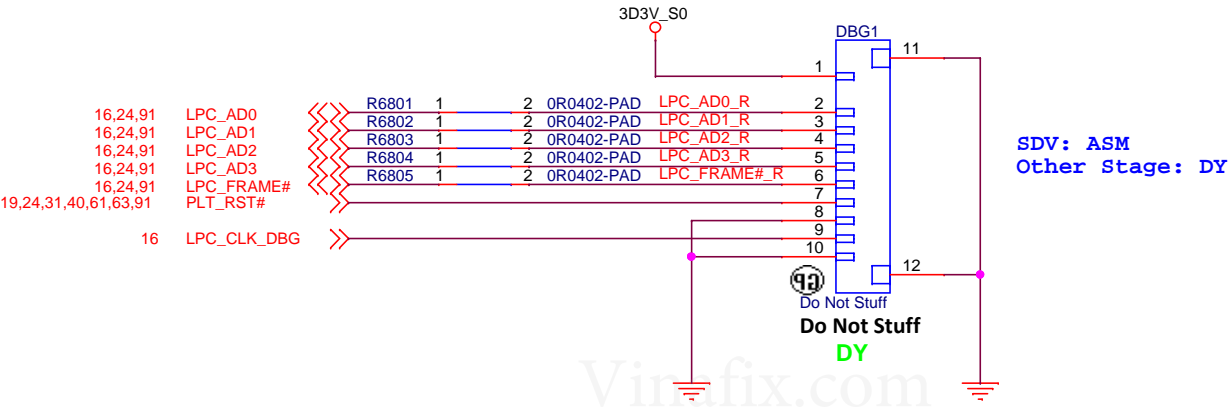 3D3V_S0
DBG1
11
1
16,24,91 LPC_AD0 R6801 1 2 0R0402-PAD LPC_AD0_R 2
16,24,91 LPC_AD1 R6802 1 2 0R0402-PAD LPC_AD1_R 3
16,24,91 LPC_AD2 R6803 1 2 0R0402-PAD LPC_AD2_R 4
16,24,91 LPC_AD3 R6804 1 2 0R0402-PAD LPC_AD3_R 5
16,24,91 LPC_FRAME# R6805 1 2 0R0402-PAD LPC_FRAME#_R 6
19,24,31,40,61,63,91 PLT_RST# 7
8
16 LPC_CLK_DBG 9
10
12
SDV: ASM
Other Stage: DY
Do Not Stuff
Do Not Stuff
DY
Vinafix.com